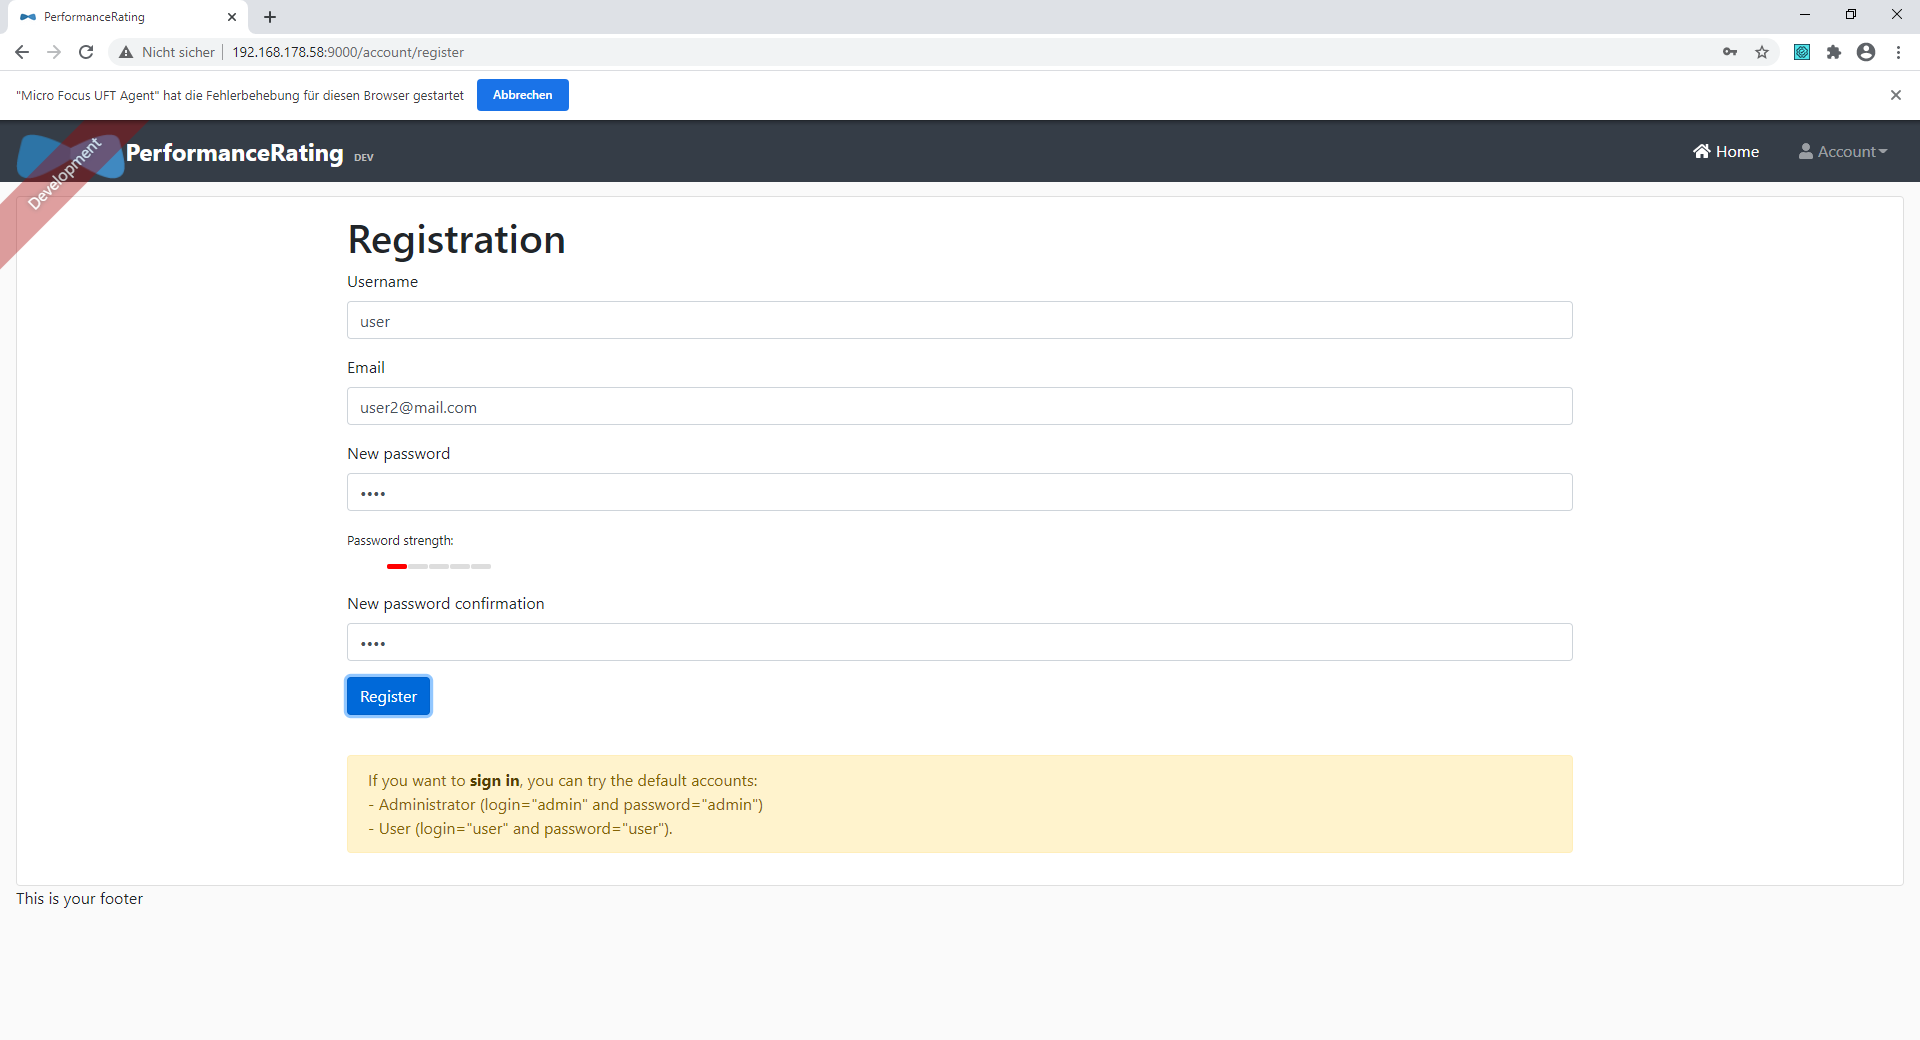 PerformanceRating
Nicht sicher 192.168.178.58:9000/account/register
"Micro Focus UFT Agent" hat die Fehlerbehebung für diesen Browser gestartet Abbrechen
Development
PerformanceRating DEV Home Account
Registration
Username
user
Email
user2@mail.com
New password
••••
Password strength:
New password confirmation
••••
Register
If you want to sign in, you can try the default accounts:
- Administrator (login="admin" and password="admin")
- User (login="user" and password="user").
This is your footer